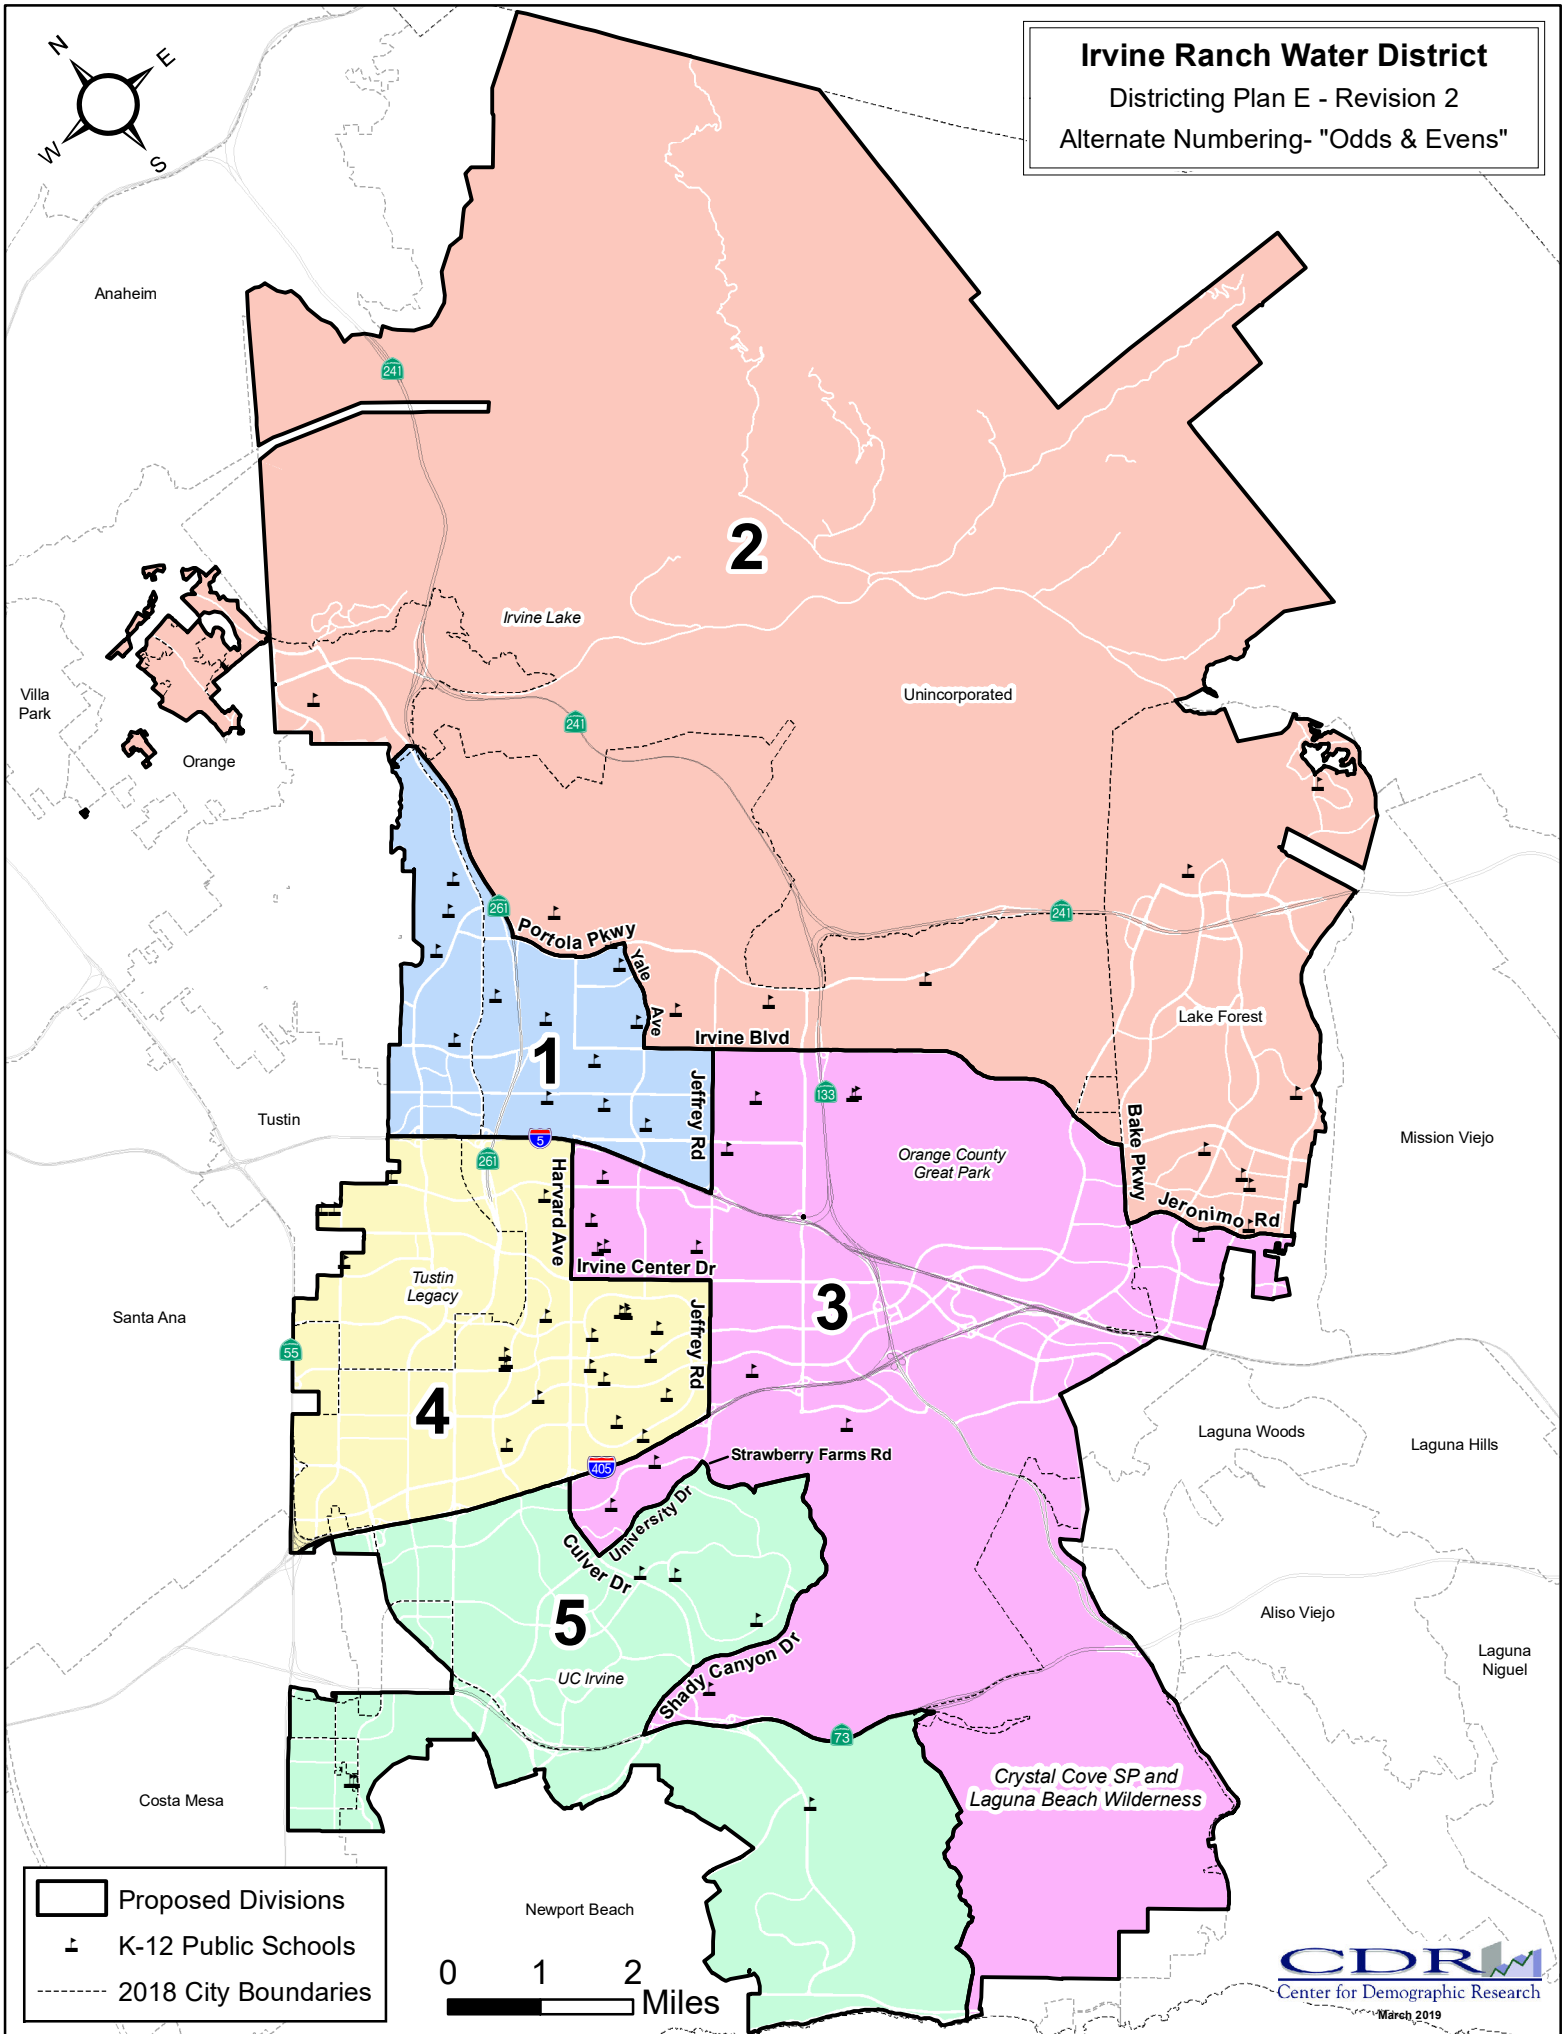 Irvine Ranch Water District
Districting Plan E - Revision 2
Alternate Numbering- "Odds & Evens"
N
E
W
S
Anaheim
241
2
Irvine Lake
Unincorporated
Villa
Park
241
Orange
261
241
Portola Pkwy
Yale
Ave
Lake Forest
Irvine Blvd
1
Jeffrey Rd
133
Tustin
5
Bake Pkwy
Mission Viejo
261
Harvard Ave
Orange County
Great Park
Jeronimo Rd
Irvine Center Dr
Tustin
Legacy
3
Santa Ana
Jeffrey Rd
55
4
Laguna Woods
Laguna Hills
Strawberry Farms Rd
405
University Dr
Culver Dr
5
Aliso Viejo
UC Irvine
Shady Canyon Dr
Laguna
Niguel
73
Crystal Cove SP and
Laguna Beach Wilderness
Costa Mesa
Newport Beach
Proposed Divisions
K-12 Public Schools
2018 City Boundaries
0 1 2
Miles
CDR
Center for Demographic Research
March 2019